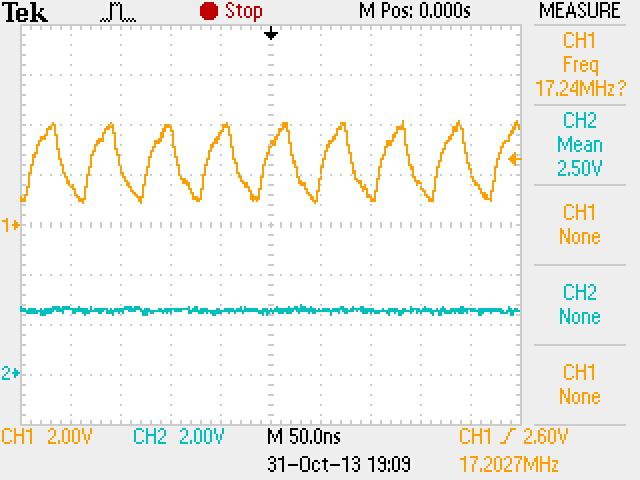 Tek Stop M Pos: 0.000s MEASURE
CH1
Freq
17.24MHz?
CH2
Mean
2.50V
CH1
None
CH2
None
CH1
None
1
2
CH1 2.00V CH2 2.00V M 50.0ns CH1 2.60V
31-Oct-13 19:09 17.2027MHz